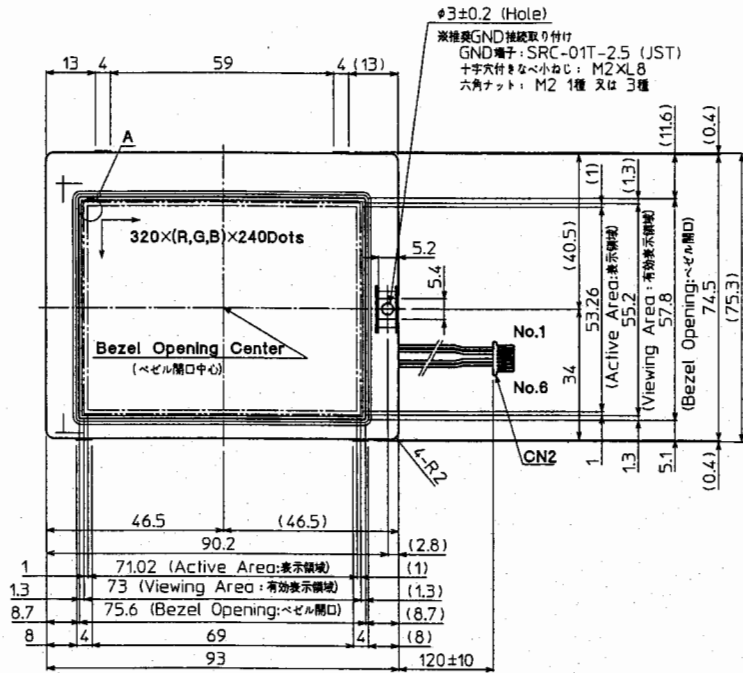 φ3±0.2 (Hole)
※推奨GND接続取り付け
GND端子:SRC-01T-2.5 (JST)
十字穴付きなべ小ねじ: M2×L8
六角ナット: M2 1種 又は 3種
13
4
59
4
(13)
A
320×(R,G,B)×240Dots
Bezel Opening Center
(ベゼル開口中心)
5.2
5.4
No.1
No.6
CN2
4-R2
(40.5)
34
(1)
53.26
(Active Area:表示領域)
1
(1.3)
55.2
(Viewing Area:有効表示領域)
1.3
(11.6)
57.8
(Bezel Opening:ベゼル開口)
5.1
(0.4)
74.5
(0.4)
(75.3)
46.5
(46.5)
90.2
(2.8)
1
71.02 (Active Area:表示領域)
(1)
1.3
73 (Viewing Area:有効表示領域)
(1.3)
8.7
75.6 (Bezel Opening:ベゼル開口)
(8.7)
8
4
69
4
(8)
93
120±10